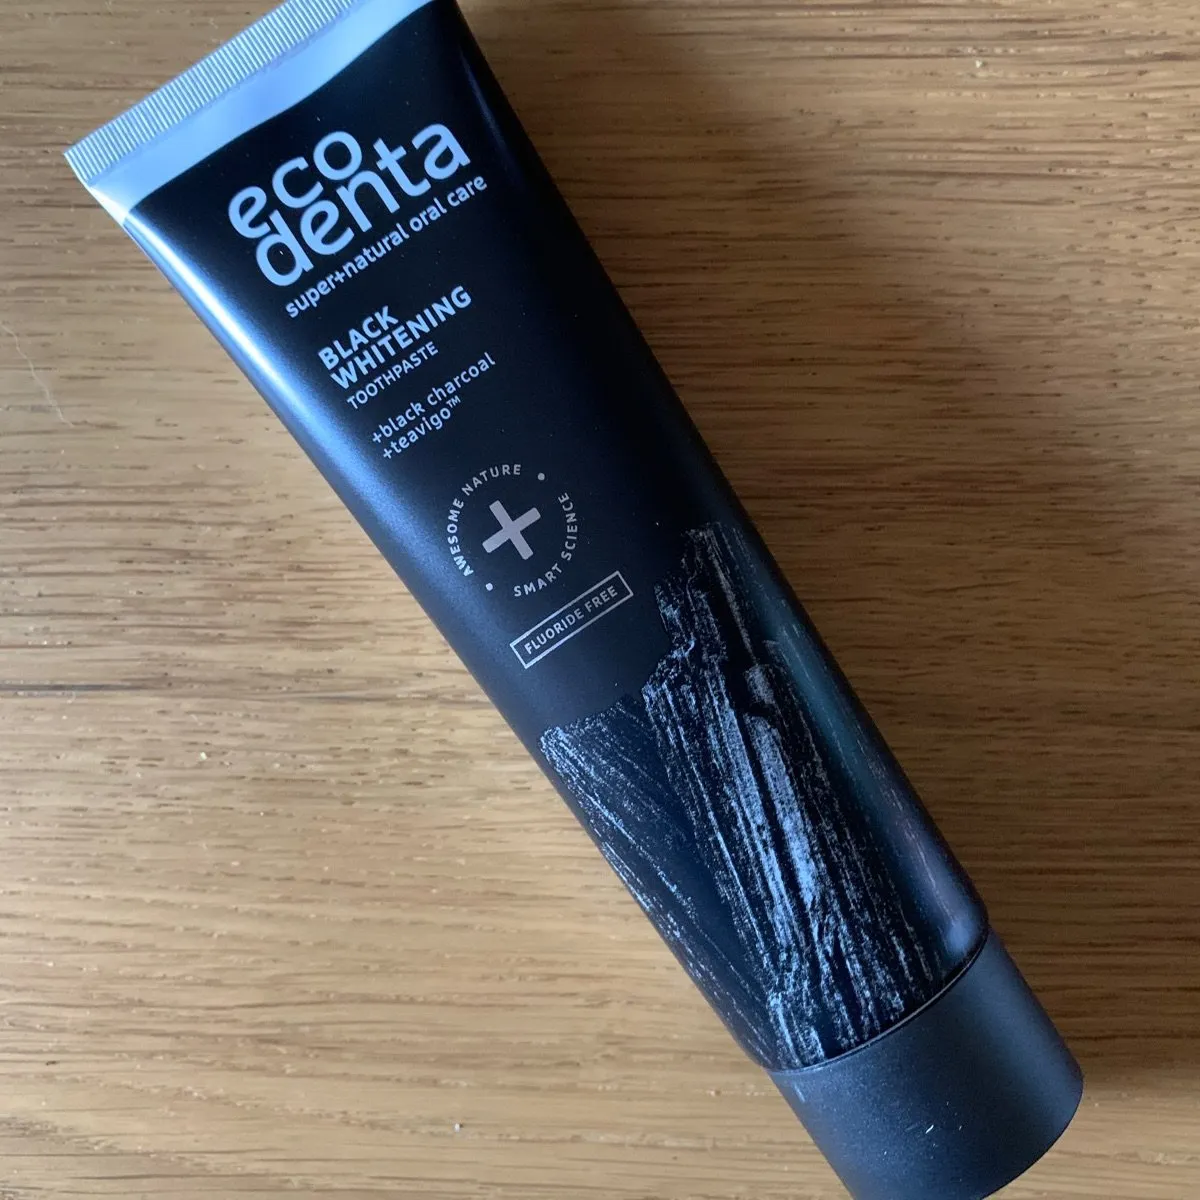 eco
denta
super+natural oral care
BLACK
WHITENING
TOOTHPASTE
+black charcoal
+teavigo™
AWESOME NATURE
SMART SCIENCE
FLUORIDE FREE